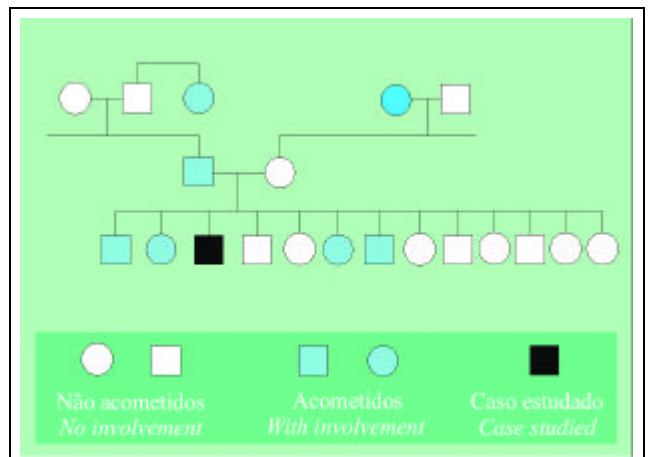 Não acometidos
No involvement
Acometidos
With involvement
Caso estudado
Case studied